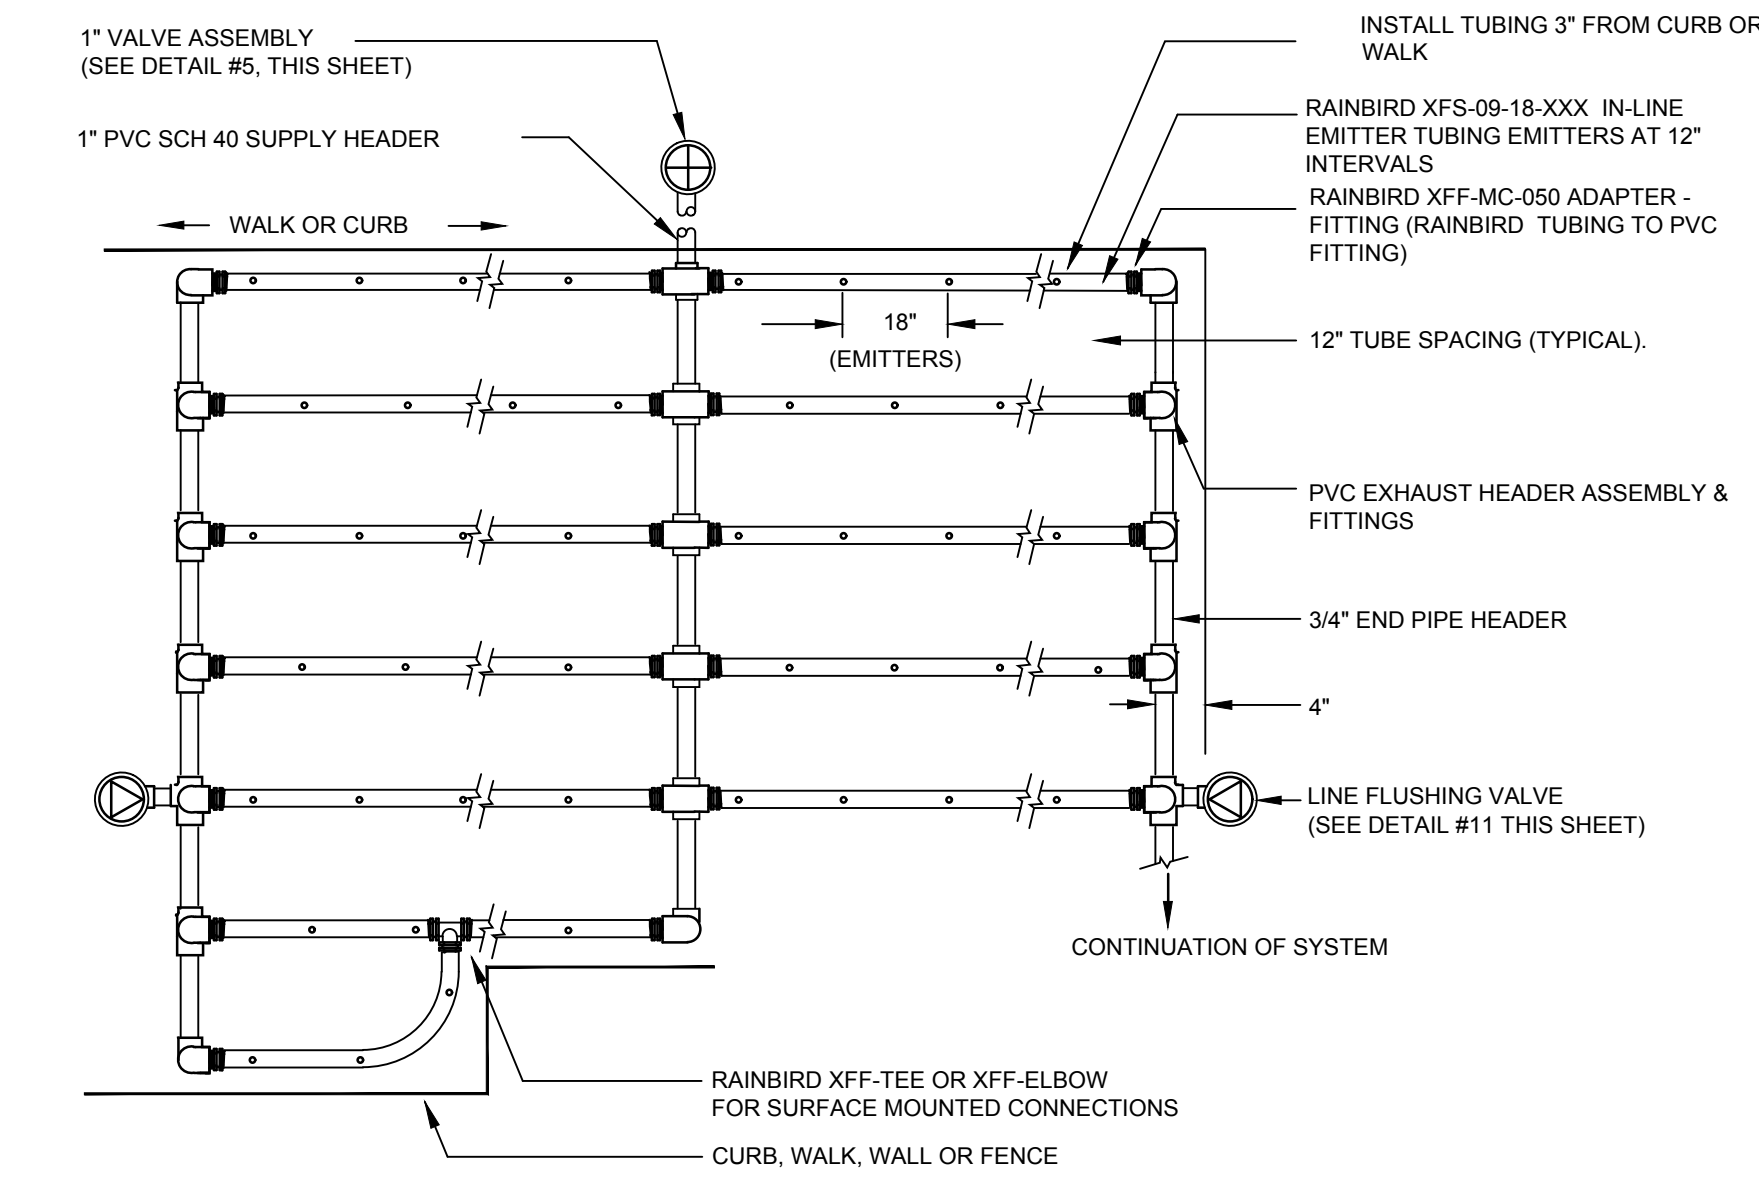 1" VALVE ASSEMBLY
(SEE DETAIL #5, THIS SHEET)
1" PVC SCH 40 SUPPLY HEADER
WALK OR CURB
INSTALL TUBING 3" FROM CURB OR
WALK
RAINBIRD XFS-09-18-XXX IN-LINE
EMITTER TUBING EMITTERS AT 12"
INTERVALS
RAINBIRD XFF-MC-050 ADAPTER -
FITTING (RAINBIRD TUBING TO PVC
FITTING)
18"
(EMITTERS)
12" TUBE SPACING (TYPICAL).
PVC EXHAUST HEADER ASSEMBLY &
FITTINGS
3/4" END PIPE HEADER
4"
LINE FLUSHING VALVE
(SEE DETAIL #11 THIS SHEET)
CONTINUATION OF SYSTEM
RAINBIRD XFF-TEE OR XFF-ELBOW
FOR SURFACE MOUNTED CONNECTIONS
CURB, WALK, WALL OR FENCE